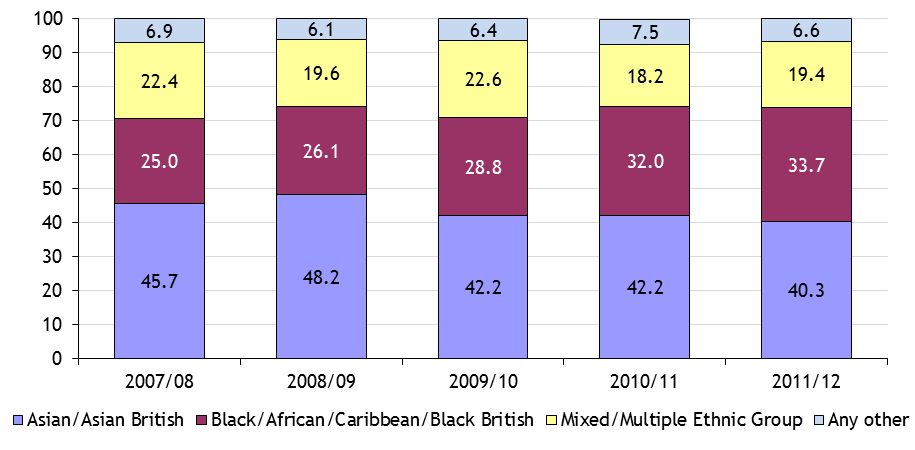 100
90
80
70
60
50
40
30
20
10
0
6.9 6.1 6.4 7.5 6.6
22.4 19.6 22.6 18.2 19.4
25.0 26.1 28.8 32.0 33.7
45.7 48.2 42.2 42.2 40.3
2007/08 2008/09 2009/10 2010/11 2011/12
Asian/Asian British Black/African/Caribbean/Black British Mixed/Multiple Ethnic Group Any other